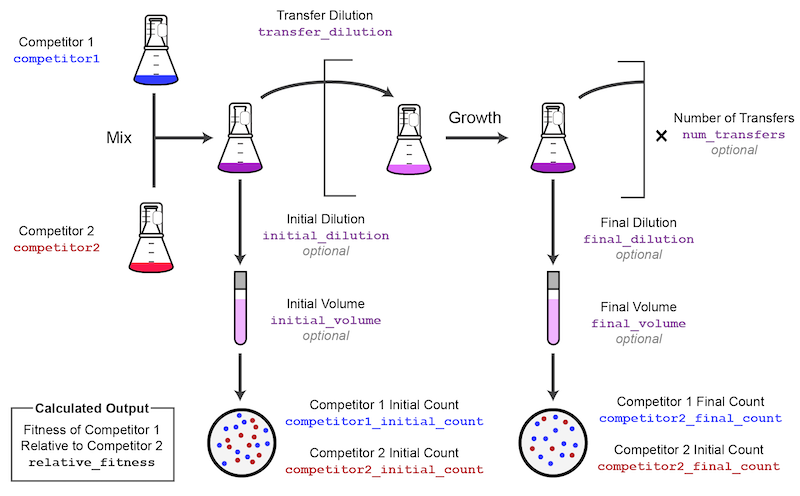 Transfer Dilution
transfer_dilution
Competitor 1
competitor1
Mix
Growth
Number of Transfers
num_transfers
optional
Competitor 2
competitor2
Initial Dilution
initial_dilution
optional
Final Dilution
final_dilution
optional
Initial Volume
initial_volume
optional
Final Volume
final_volume
optional
Calculated Output
Fitness of Competitor 1
Relative to Competitor 2
relative_fitness
Competitor 1 Initial Count
competitor1_initial_count
Competitor 2 Initial Count
competitor2_initial_count
Competitor 1 Final Count
competitor2_final_count
Competitor 2 Initial Count
competitor2_final_count